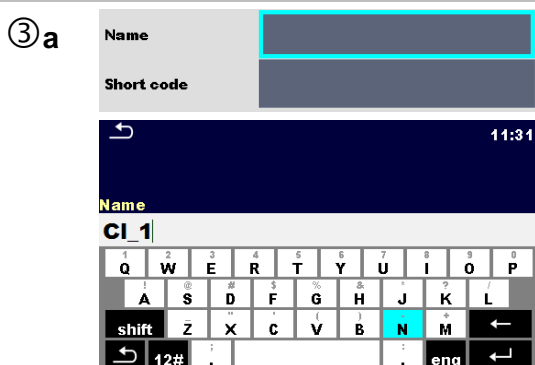 ③a
Name
Short code
11:31
Name
CI_1
1 2 3 4 5 6 7 8 9 0
Q W E R T Y U I O P
! @ # $ % & * ? /
A S D F G H J K L
shift Z X C V B N M ←
12# eng